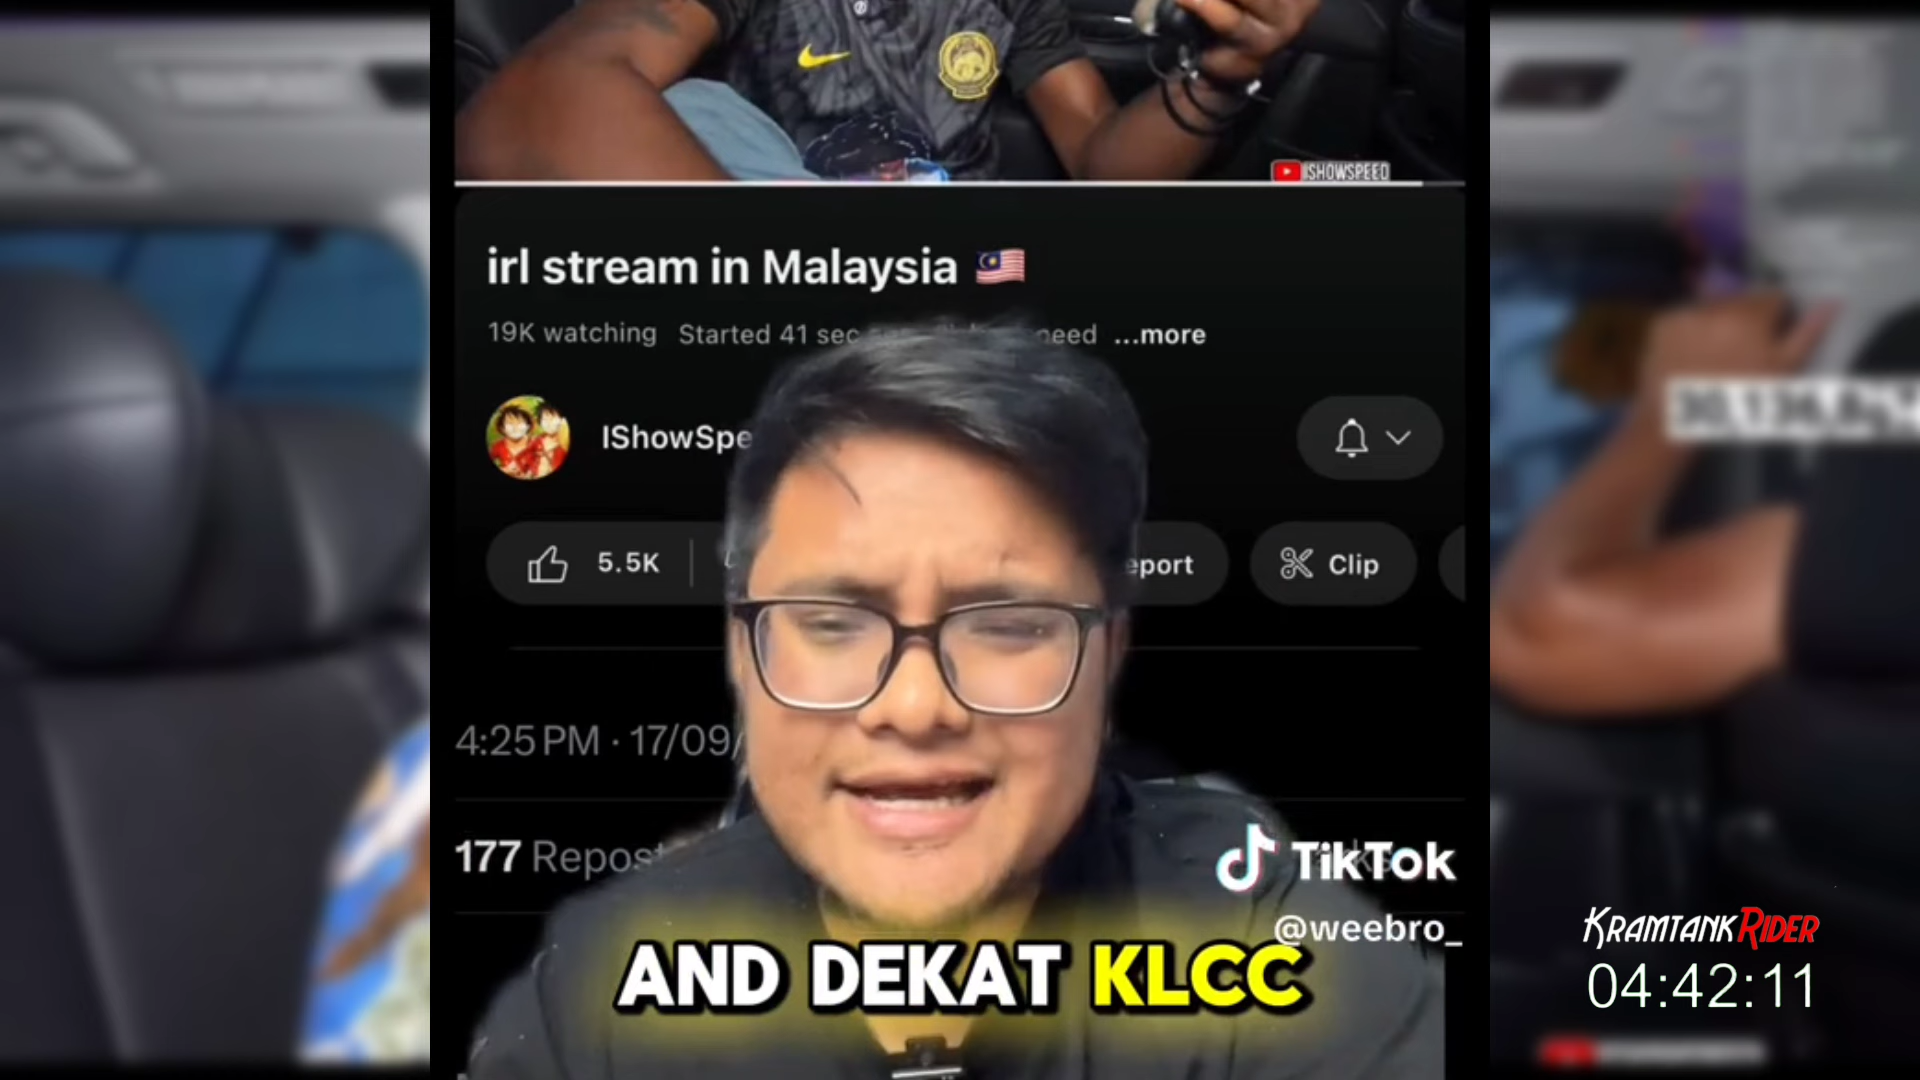 ISHOWSPEED
irl stream in Malaysia
19K watching Started 41 sec ...more
IShowSpe
5.5K
eport
Clip
4:25 PM · 17/09/
177 Repost
TikTok
@weebro_
AND DEKAT KLCC
KRAMTANKRIDER
04:42:11